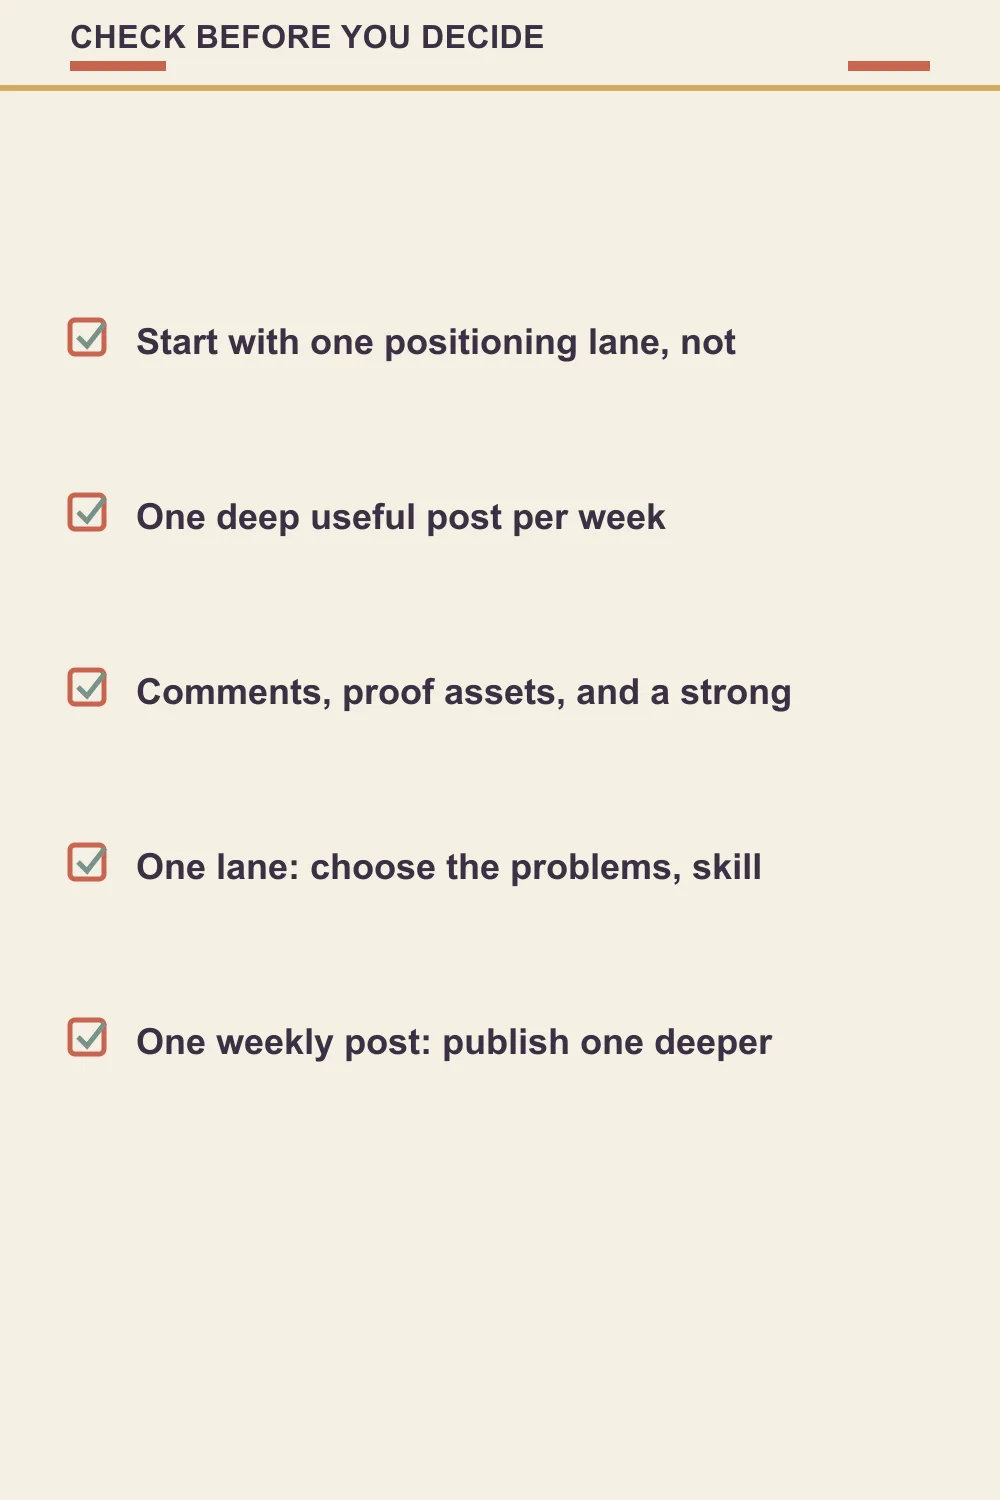 CHECK BEFORE YOU DECIDE
Start with one positioning lane, not
One deep useful post per week
Comments, proof assets, and a strong
One lane: choose the problems, skill
One weekly post: publish one deeper